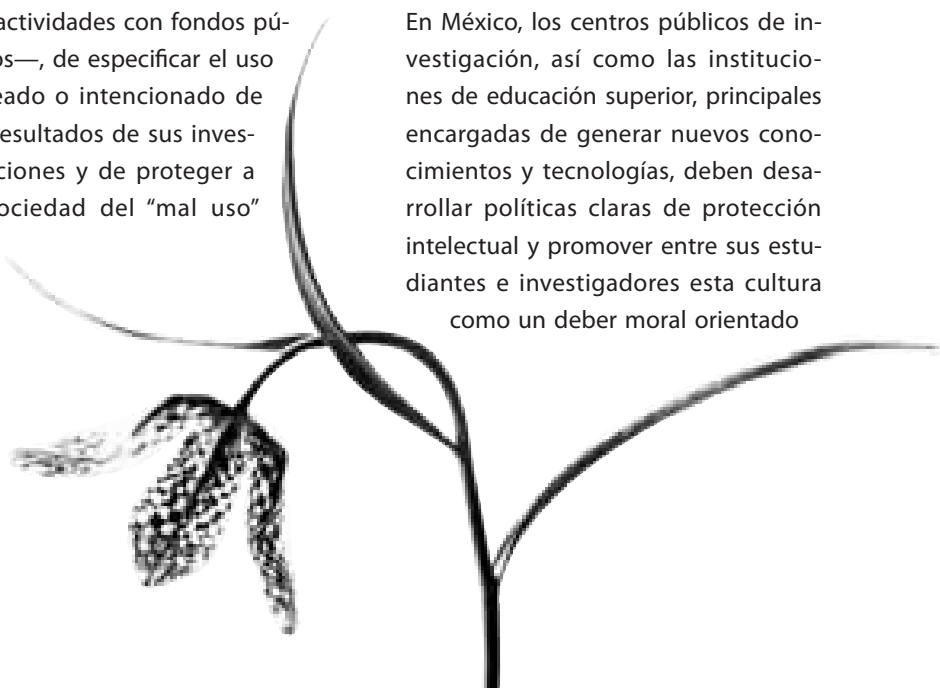 actividades con fondos pú-
os—, de especificar el uso
eado o intencionado de
esultados de sus inves-
ciones y de proteger a
ociedad del “mal uso”
En México, los centros públicos de in-
vestigación, así como las institucio-
nes de educación superior, principales
encargadas de generar nuevos cono-
cimientos y tecnologías, deben desa-
rrollar políticas claras de protección
intelectual y promover entre sus estu-
diantes e investigadores esta cultura
como un deber moral orientado